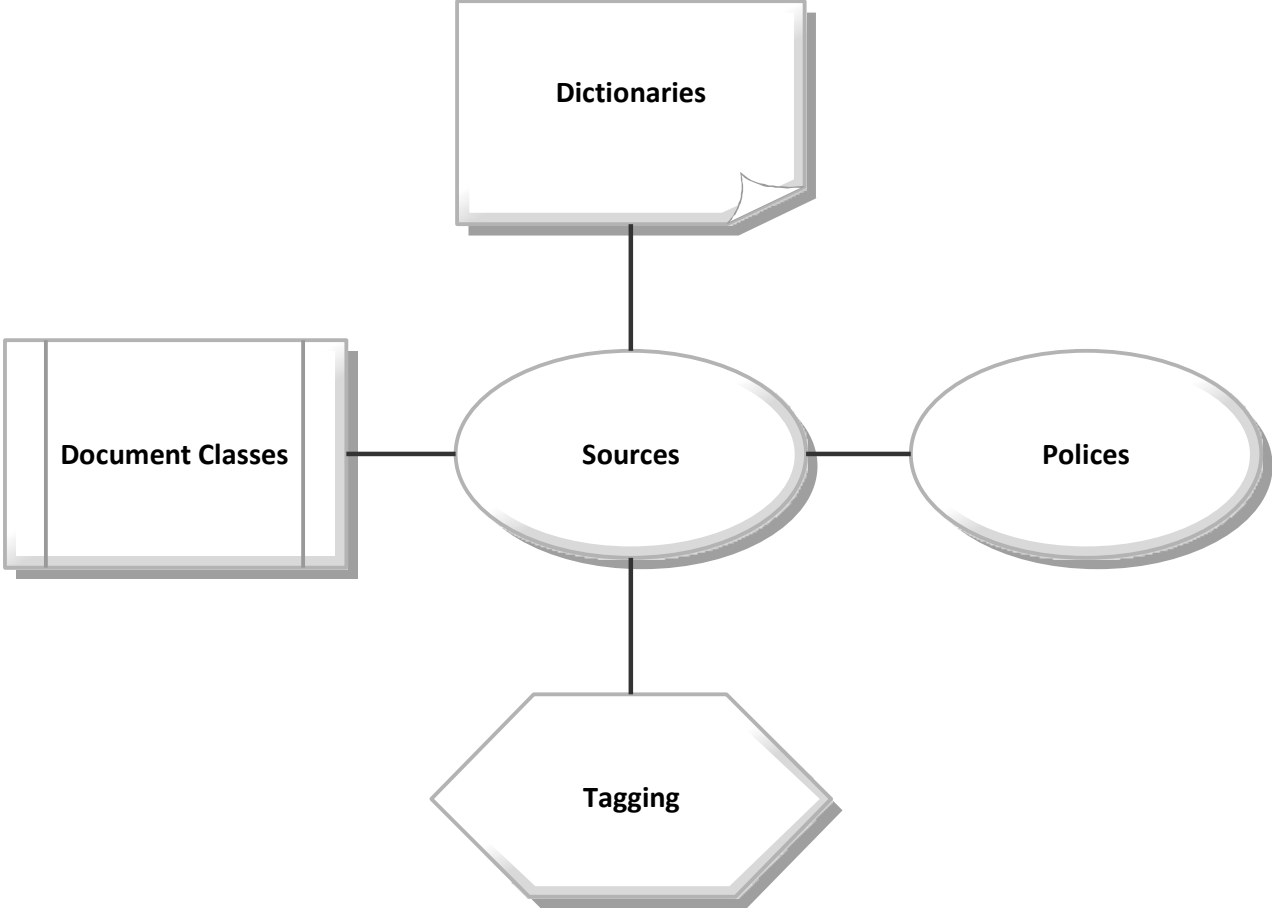 Dictionaries
Document Classes
Sources
Polices
Tagging